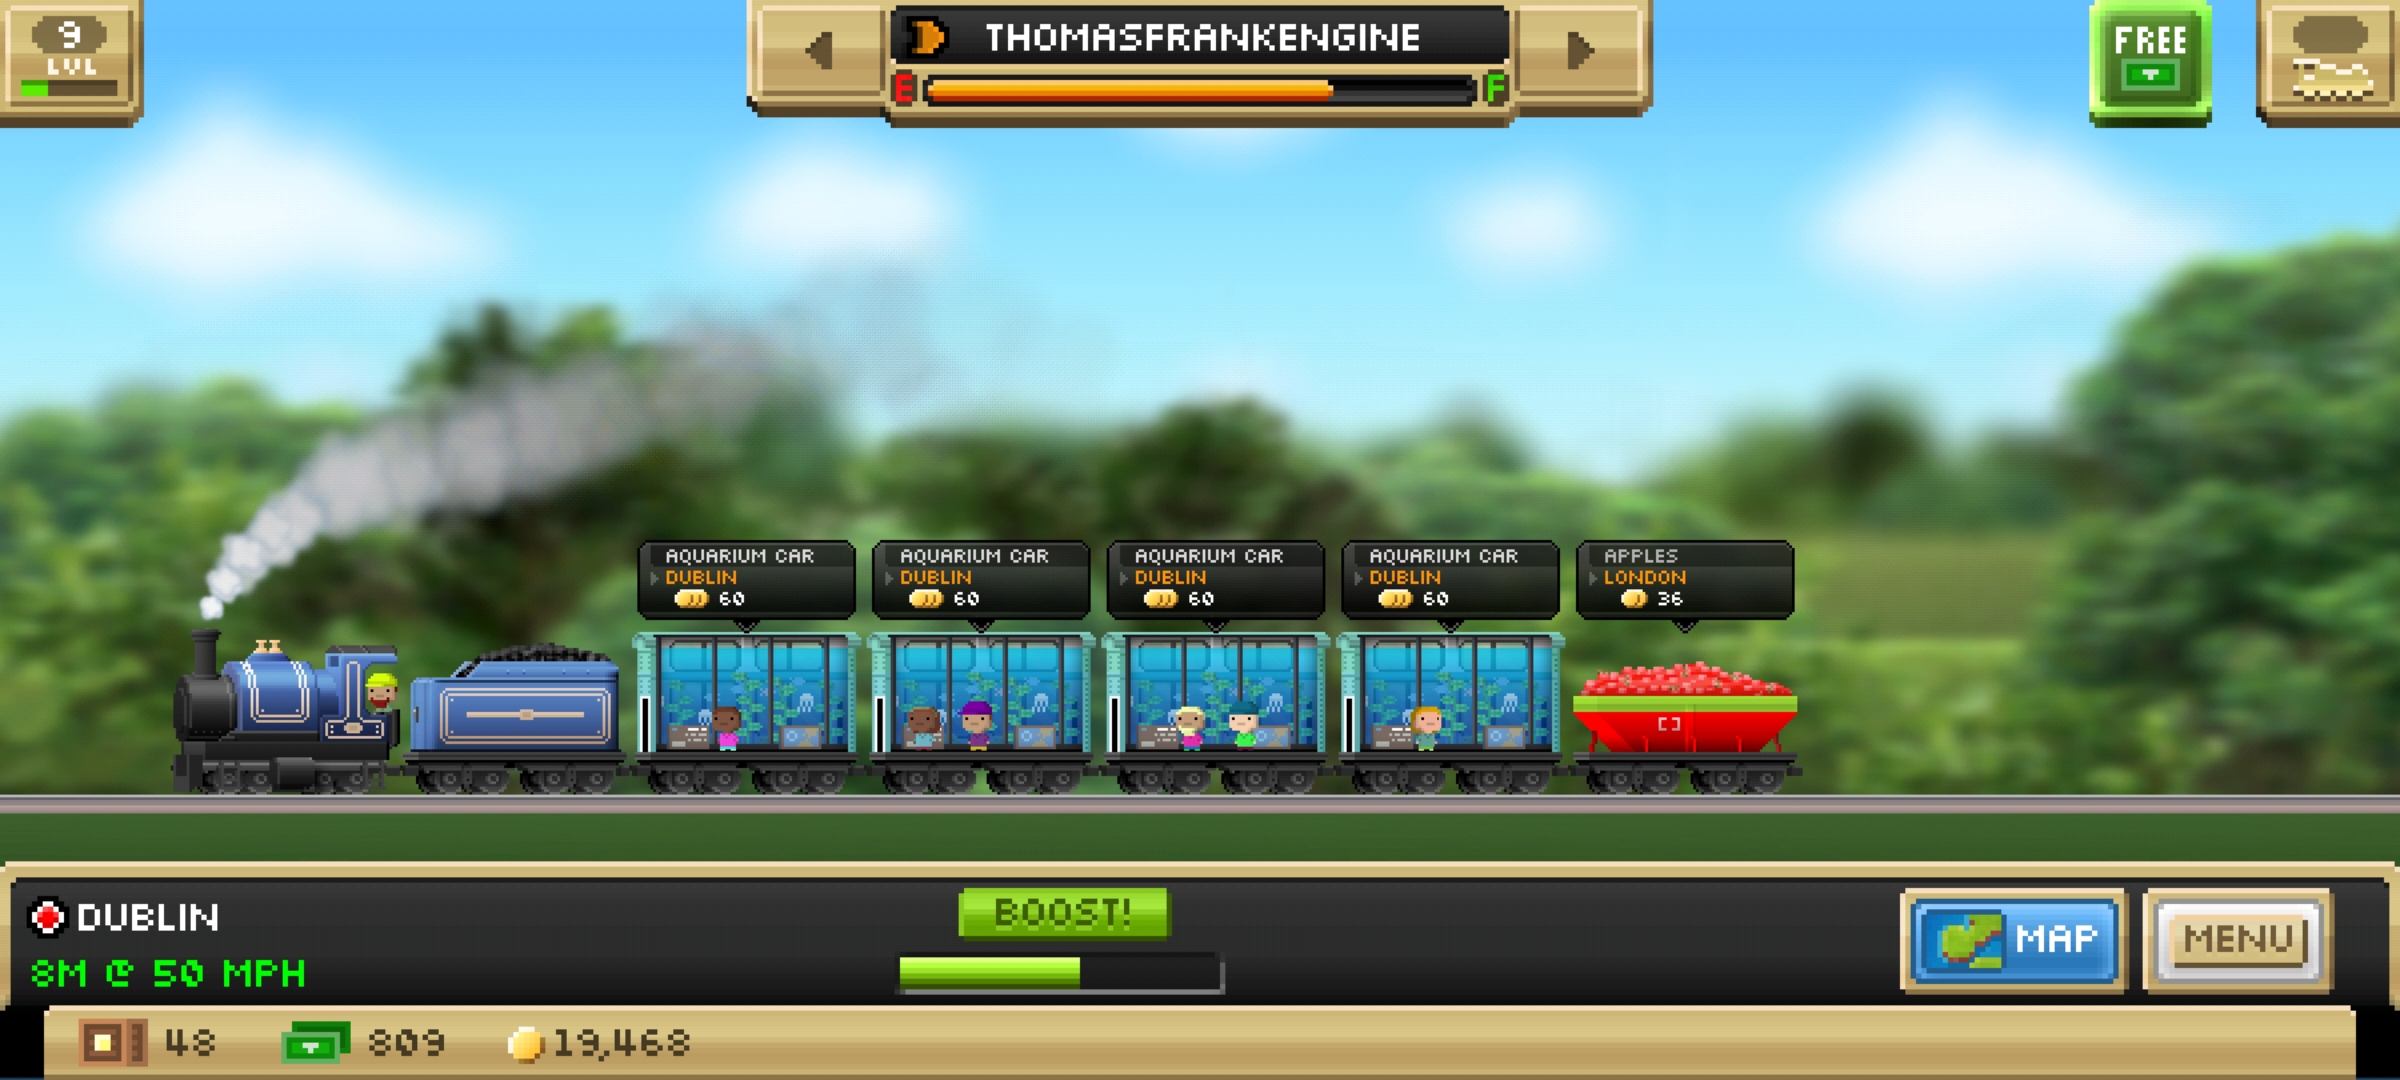 9
LVL
THOMASFRANKENGINE
E F
FREE
AQUARIUM CAR
DUBLIN
60
AQUARIUM CAR
DUBLIN
60
AQUARIUM CAR
DUBLIN
60
AQUARIUM CAR
DUBLIN
60
APPLES
LONDON
36
DUBLIN
8M @ 50 MPH
BOOST!
MAP
MENU
48
809
19,468